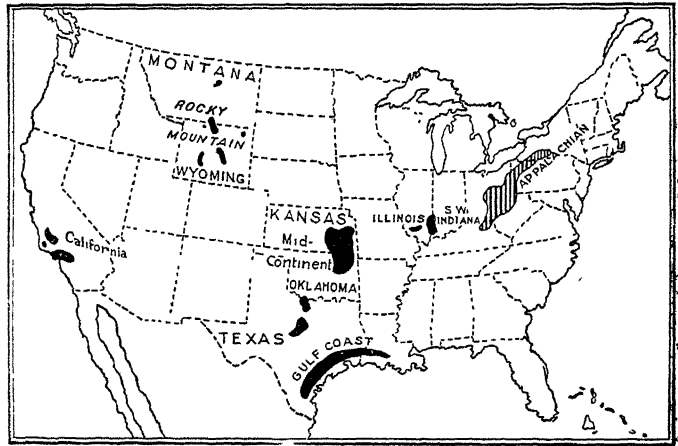 MONTANA
ROCKY
MOUNTAIN
WYOMING
APPALACHIAN
KANSAS
ILLINOIS
S.W.
INDIANA
California
Mid-
Continent
OKLAHOMA
TEXAS
GULF COAST